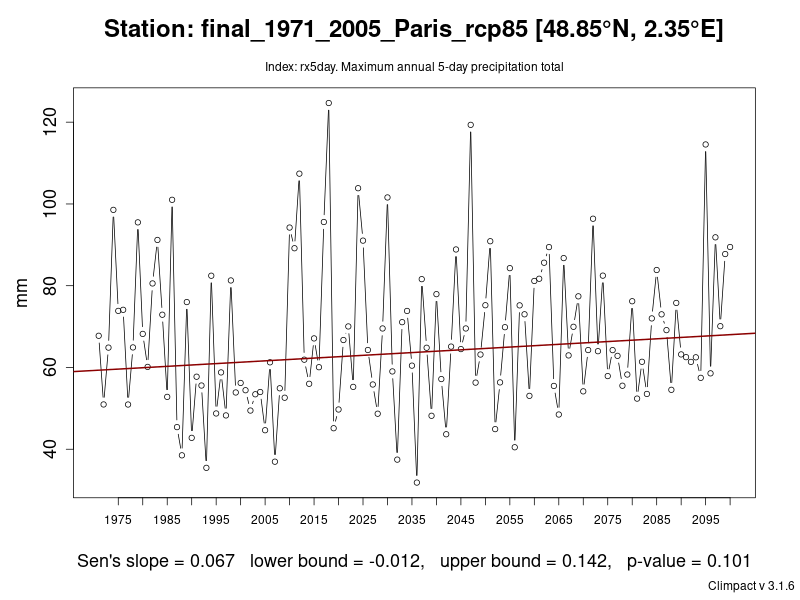 Station: final_1971_2005_Paris_rcp85 [48.85°N, 2.35°E]
Index: rx5day. Maximum annual 5-day precipitation total
120
100
80
60
40
mm
1975 1985 1995 2005 2015 2025 2035 2045 2055 2065 2075 2085 2095
Sen's slope = 0.067 lower bound = -0.012, upper bound = 0.142, p-value = 0.101
Climpact v 3.1.6